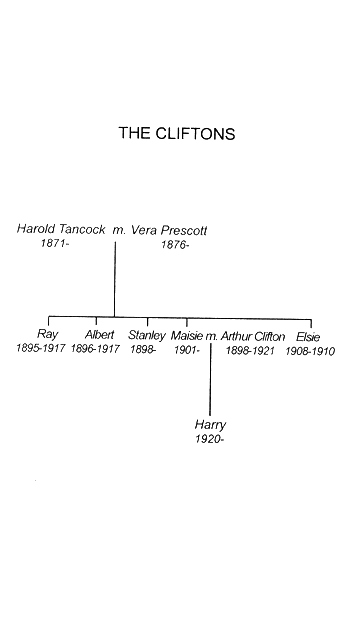 THE CLIFTONS
Harold Tancock m. Vera Prescott
1871- 1876-
Ray Albert Stanley Maisie m. Arthur Clifton Elsie
1895-1917 1896-1917 1898- 1901- 1898-1921 1908-1910
Harry
1920-